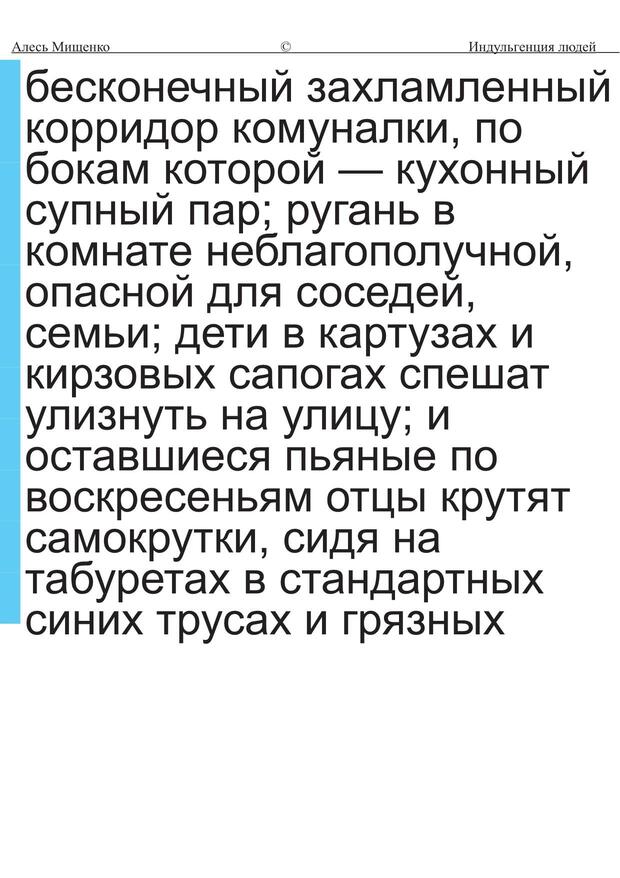 Алесь Мищенко © Индульгенция людей
бесконечный захламленный
корридор комуналки, по
бокам которой — кухонный
супный пар; ругань в
комнате неблагополучной,
опасной для соседей,
семьи; дети в картузах и
кирзовых сапогах спешат
улизнуть на улицу; и
оставшиеся пьяные по
воскресеньям отцы крутят
самокрутки, сидя на
табуретах в стандартных
синих трусах и грязных